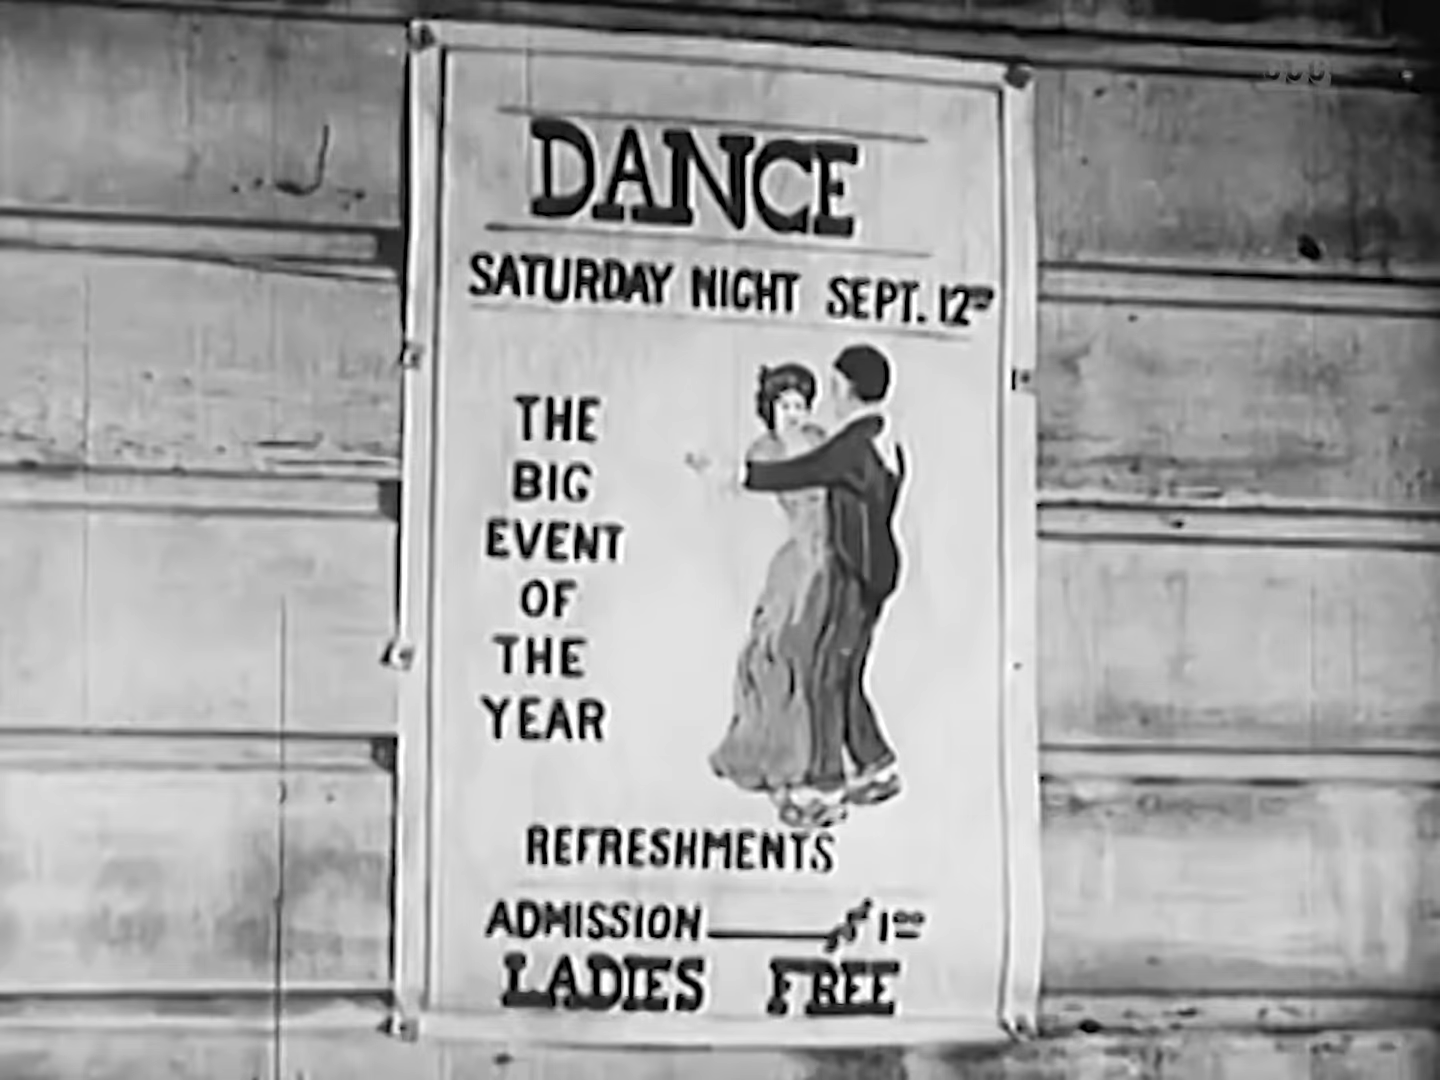 DANCE
SATURDAY NIGHT SEPT. 12TH
THE
BIG
EVENT
OF
THE
YEAR
REFRESHMENTS
ADMISSION $1.00
LADIES FREE